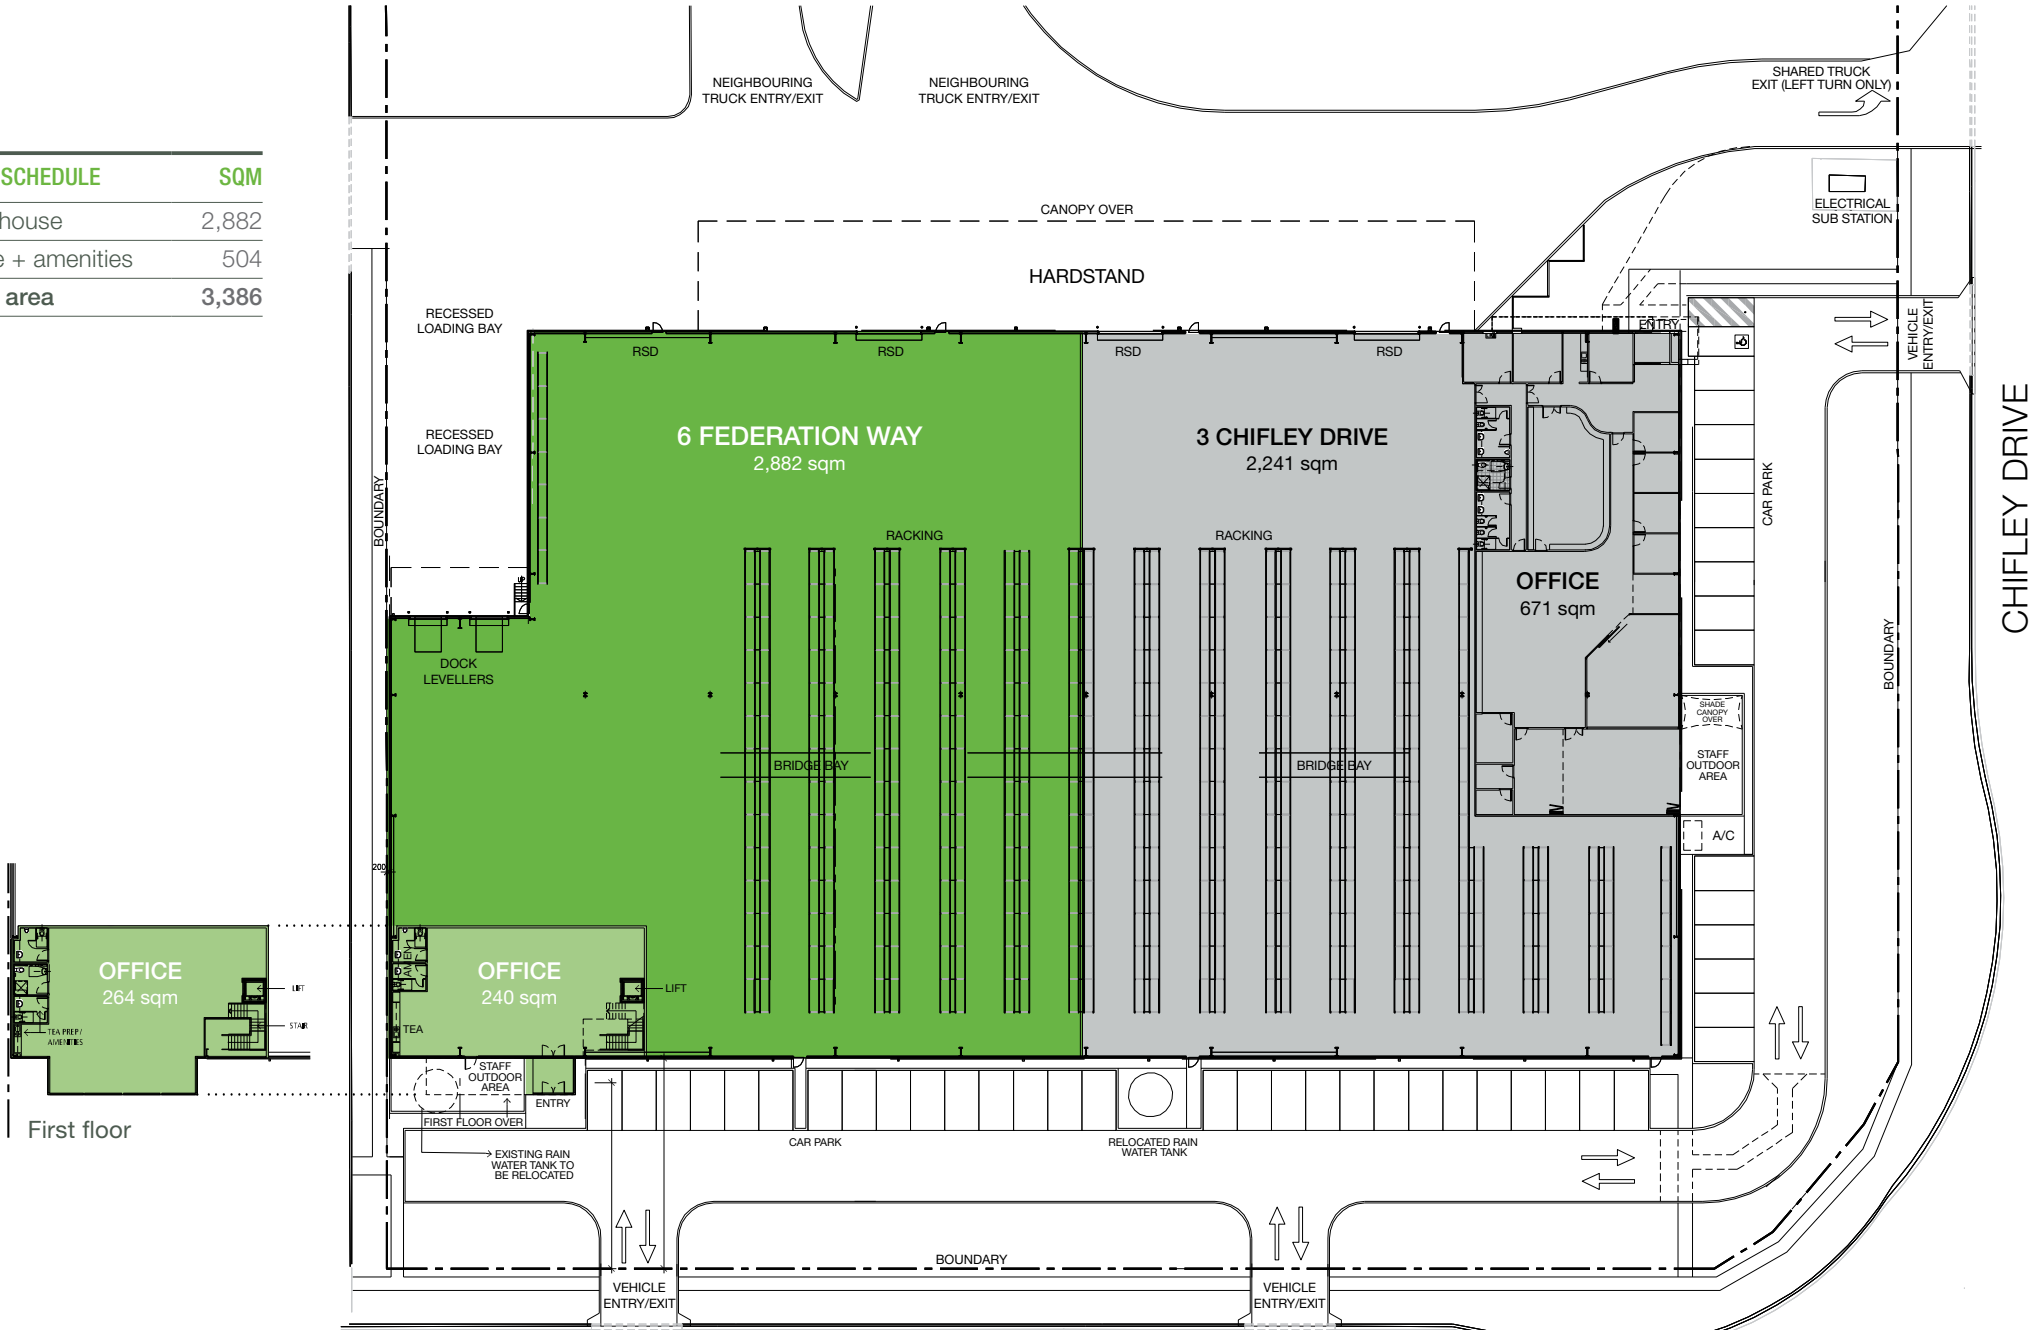 NEIGHBOURING
TRUCK ENTRY/EXIT
NEIGHBOURING
TRUCK ENTRY/EXIT
SHARED TRUCK
EXIT (LEFT TURN ONLY)
SCHEDULE SQM
house 2,882
e + amenities 504
area 3,386
ELECTRICAL
SUB STATION
CANOPY OVER
HARDSTAND
RECESSED
LOADING BAY
RECESSED
LOADING BAY
ENTRY
VEHICLE
ENTRY/EXIT
RSD
RSD
RSD
RSD
6 FEDERATION WAY
2,882 sqm
3 CHIFLEY DRIVE
2,241 sqm
CHIFLEY DRIVE
BOUNDARY
CAR PARK
RACKING
RACKING
OFFICE
671 sqm
BOUNDARY
DOCK
LEVELLERS
SHADE
CANOPY
OVER
STAFF
OUTDOOR
AREA
BRIDGE BAY
BRIDGE BAY
A/C
200
OFFICE
264 sqm
LIFT
STAIR
TEA PREP /
AMENITIES
First floor
AMEN
OFFICE
240 sqm
LIFT
TEA
STAFF
OUTDOOR
AREA
ENTRY
FIRST FLOOR OVER
EXISTING RAIN
WATER TANK TO
BE RELOCATED
CAR PARK
RELOCATED RAIN
WATER TANK
BOUNDARY
VEHICLE
ENTRY/EXIT
VEHICLE
ENTRY/EXIT